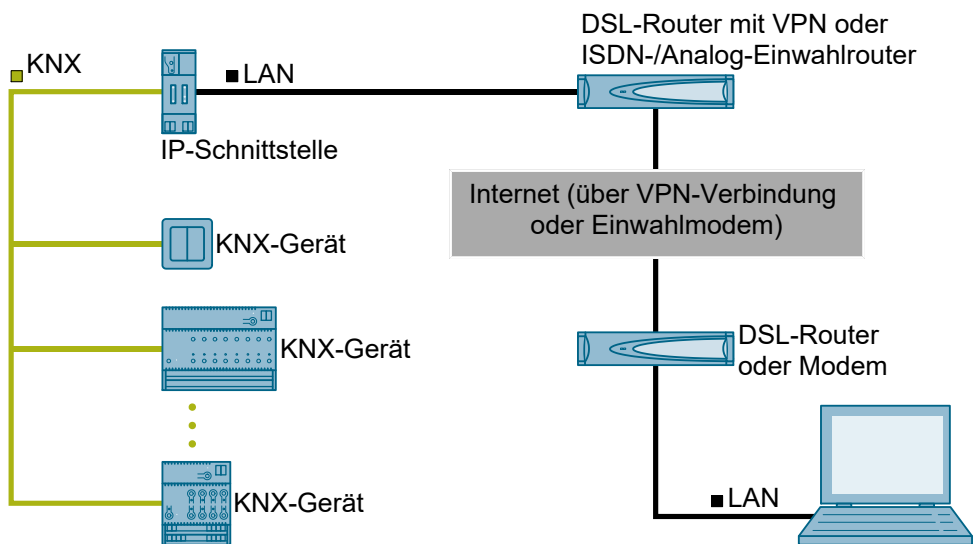 KNX
LAN
DSL-Router mit VPN oder
ISDN-/Analog-Einwahlrouter
IP-Schnittstelle
Internet (über VPN-Verbindung
oder Einwahlmodem)
KNX-Gerät
KNX-Gerät
DSL-Router
oder Modem
KNX-Gerät
LAN